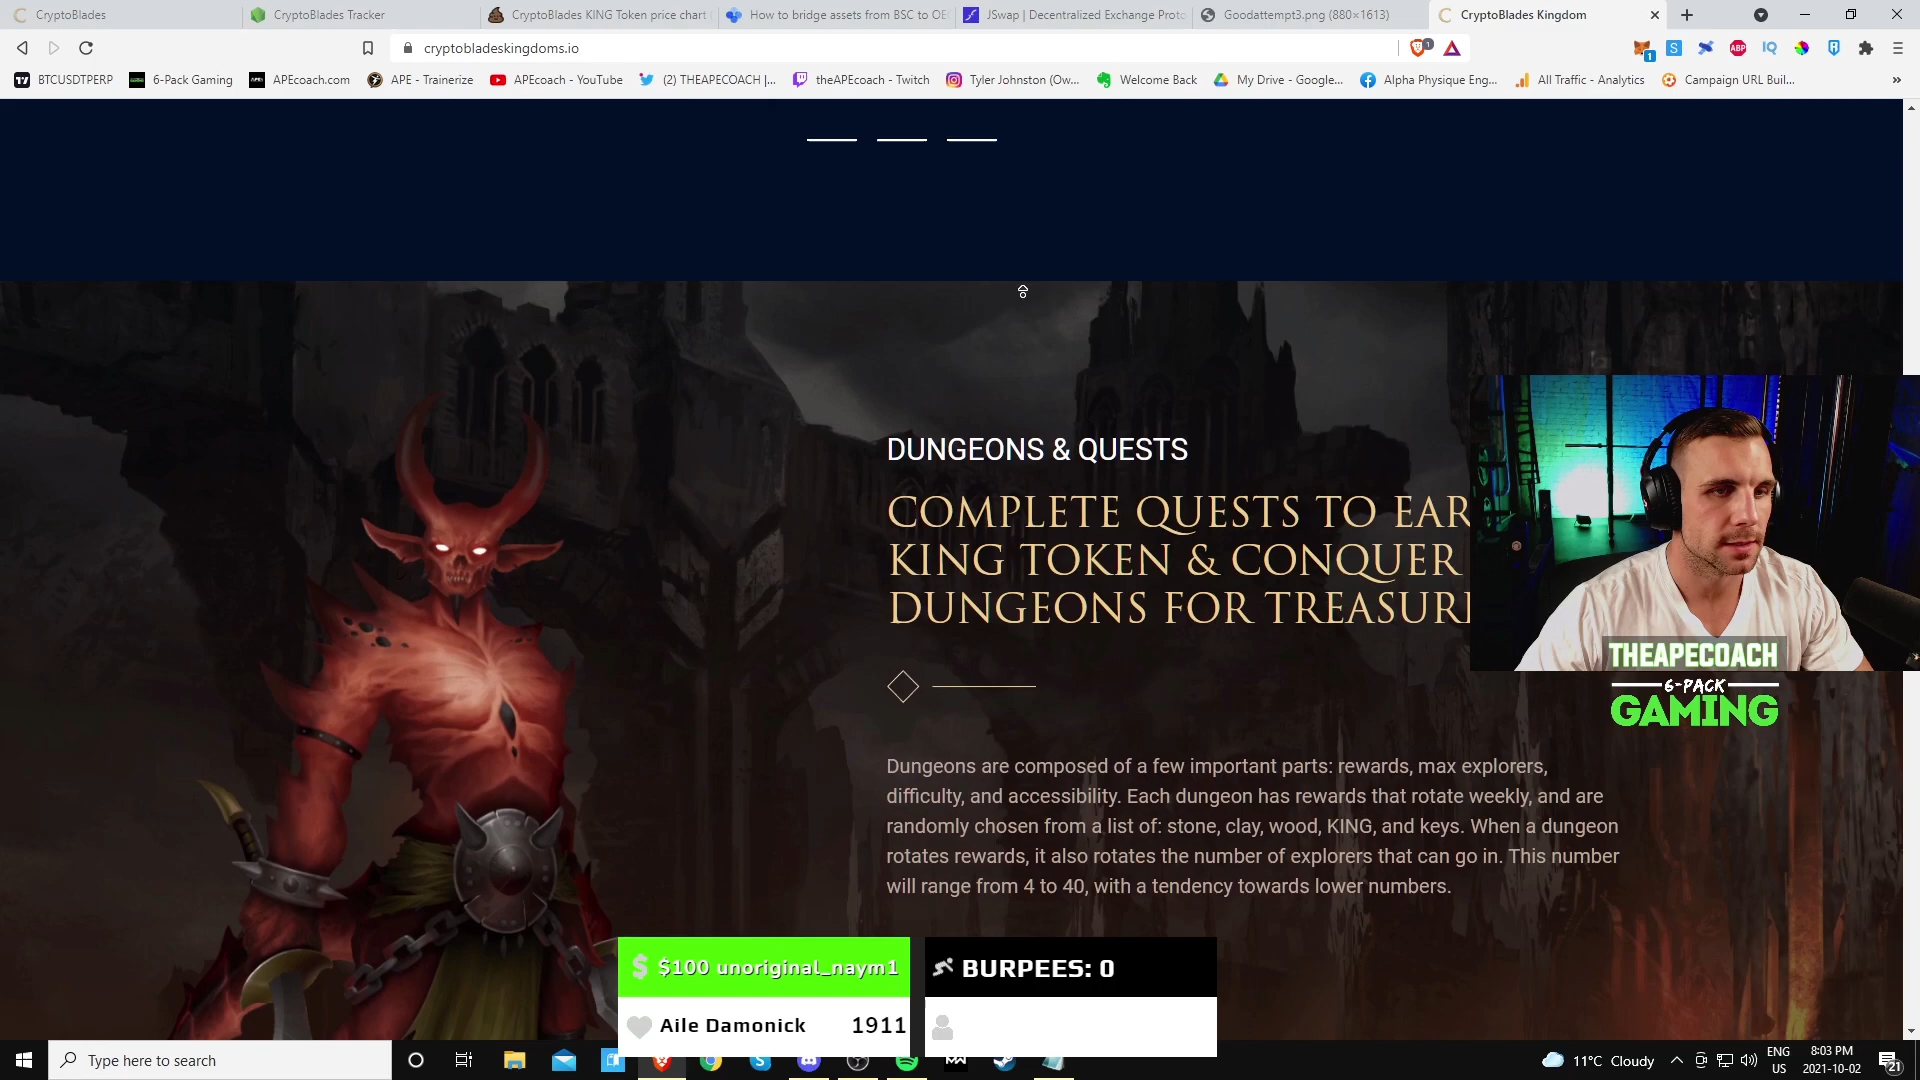 CryptoBlades
CryptoBlades Tracker
CryptoBlades KING Token price chart
How to bridge assets from BSC to OE
JSwap | Decentralized Exchange Proto
Goodattempt3.png (880×1613)
CryptoBlades Kingdom
cryptobladeskingdoms.io
BTCUSDTPERP
6-Pack Gaming
APEcoach.com
APE - Trainerize
APEcoach - YouTube
(2) THEAPECOACH |...
theAPEcoach - Twitch
Tyler Johnston (Ow...
Welcome Back
My Drive - Google...
Alpha Physique Eng...
All Traffic - Analytics
Campaign URL Buil...
DUNGEONS & QUESTS
COMPLETE QUESTS TO EAR
KING TOKEN & CONQUER
DUNGEONS FOR TREASUR
THEAPECOACH
6-PACK
GAMING
Dungeons are composed of a few important parts: rewards, max explorers,
difficulty, and accessibility. Each dungeon has rewards that rotate weekly, and are
randomly chosen from a list of: stone, clay, wood, KING, and keys. When a dungeon
rotates rewards, it also rotates the number of explorers that can go in. This number
will range from 4 to 40, with a tendency towards lower numbers.
$100 unoriginal_naym1
BURPEES: 0
Aile Damonick 1911
Type here to search
11°C Cloudy
ENG
US
8:03 PM
2021-10-02
21